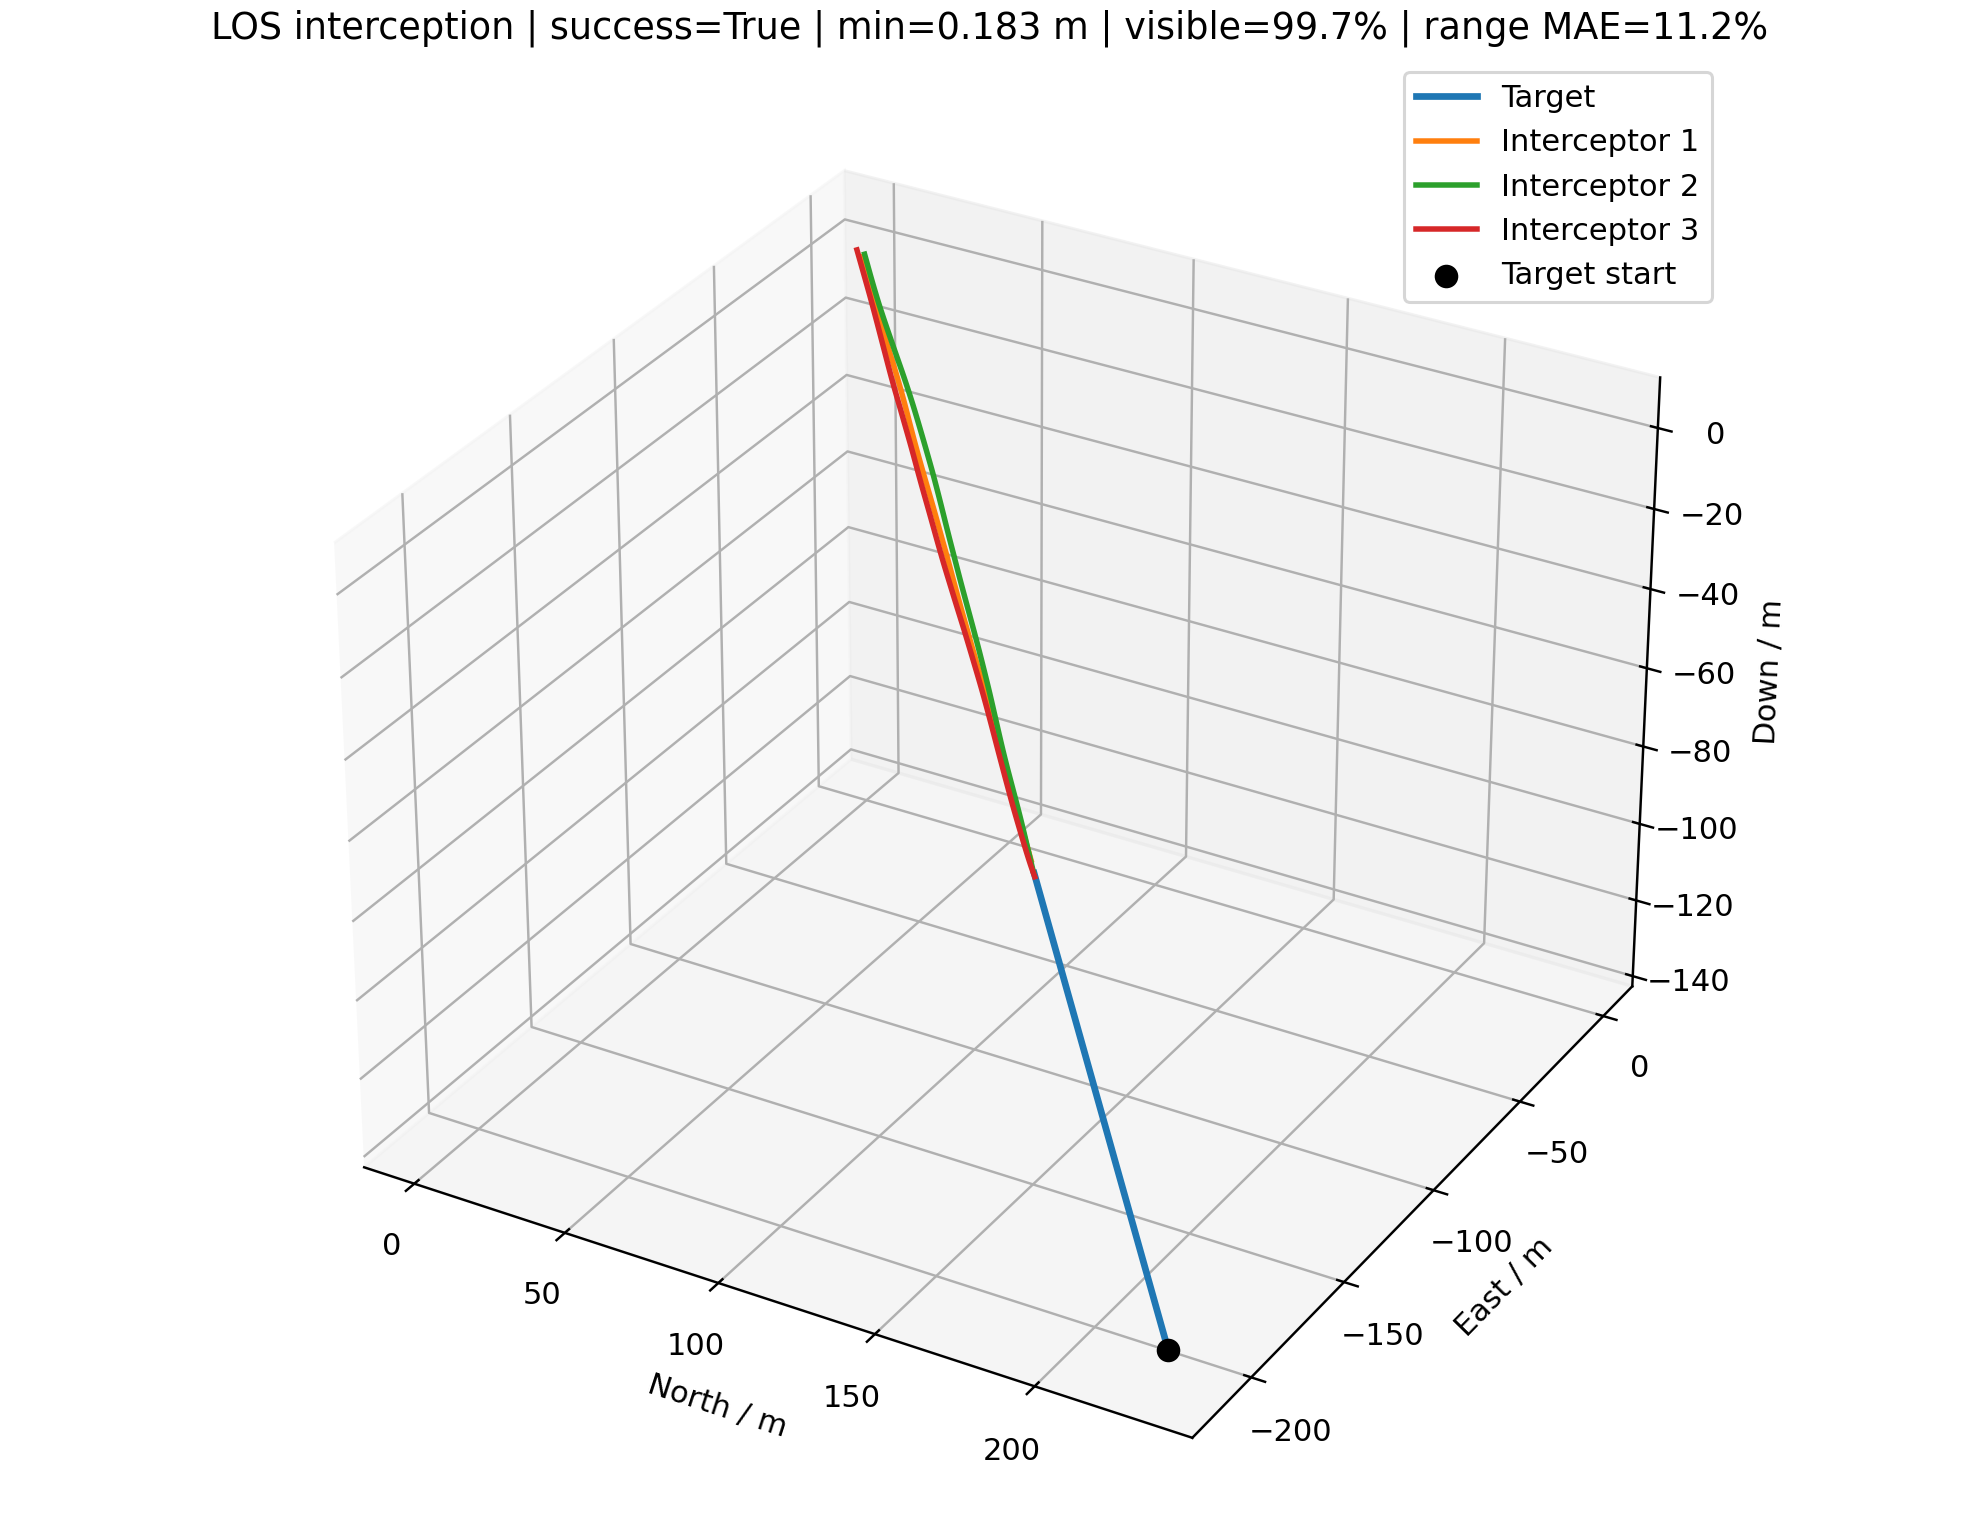 LOS interception | success=True | min=0.183 m | visible=99.7% | range MAE=11.2%
Target
Interceptor 1
Interceptor 2
Interceptor 3
Target start
0
−20
−40
−60
−80
−100
−120
−140
Down / m
0
−50
−100
−150
−200
East / m
0
50
100
150
200
North / m